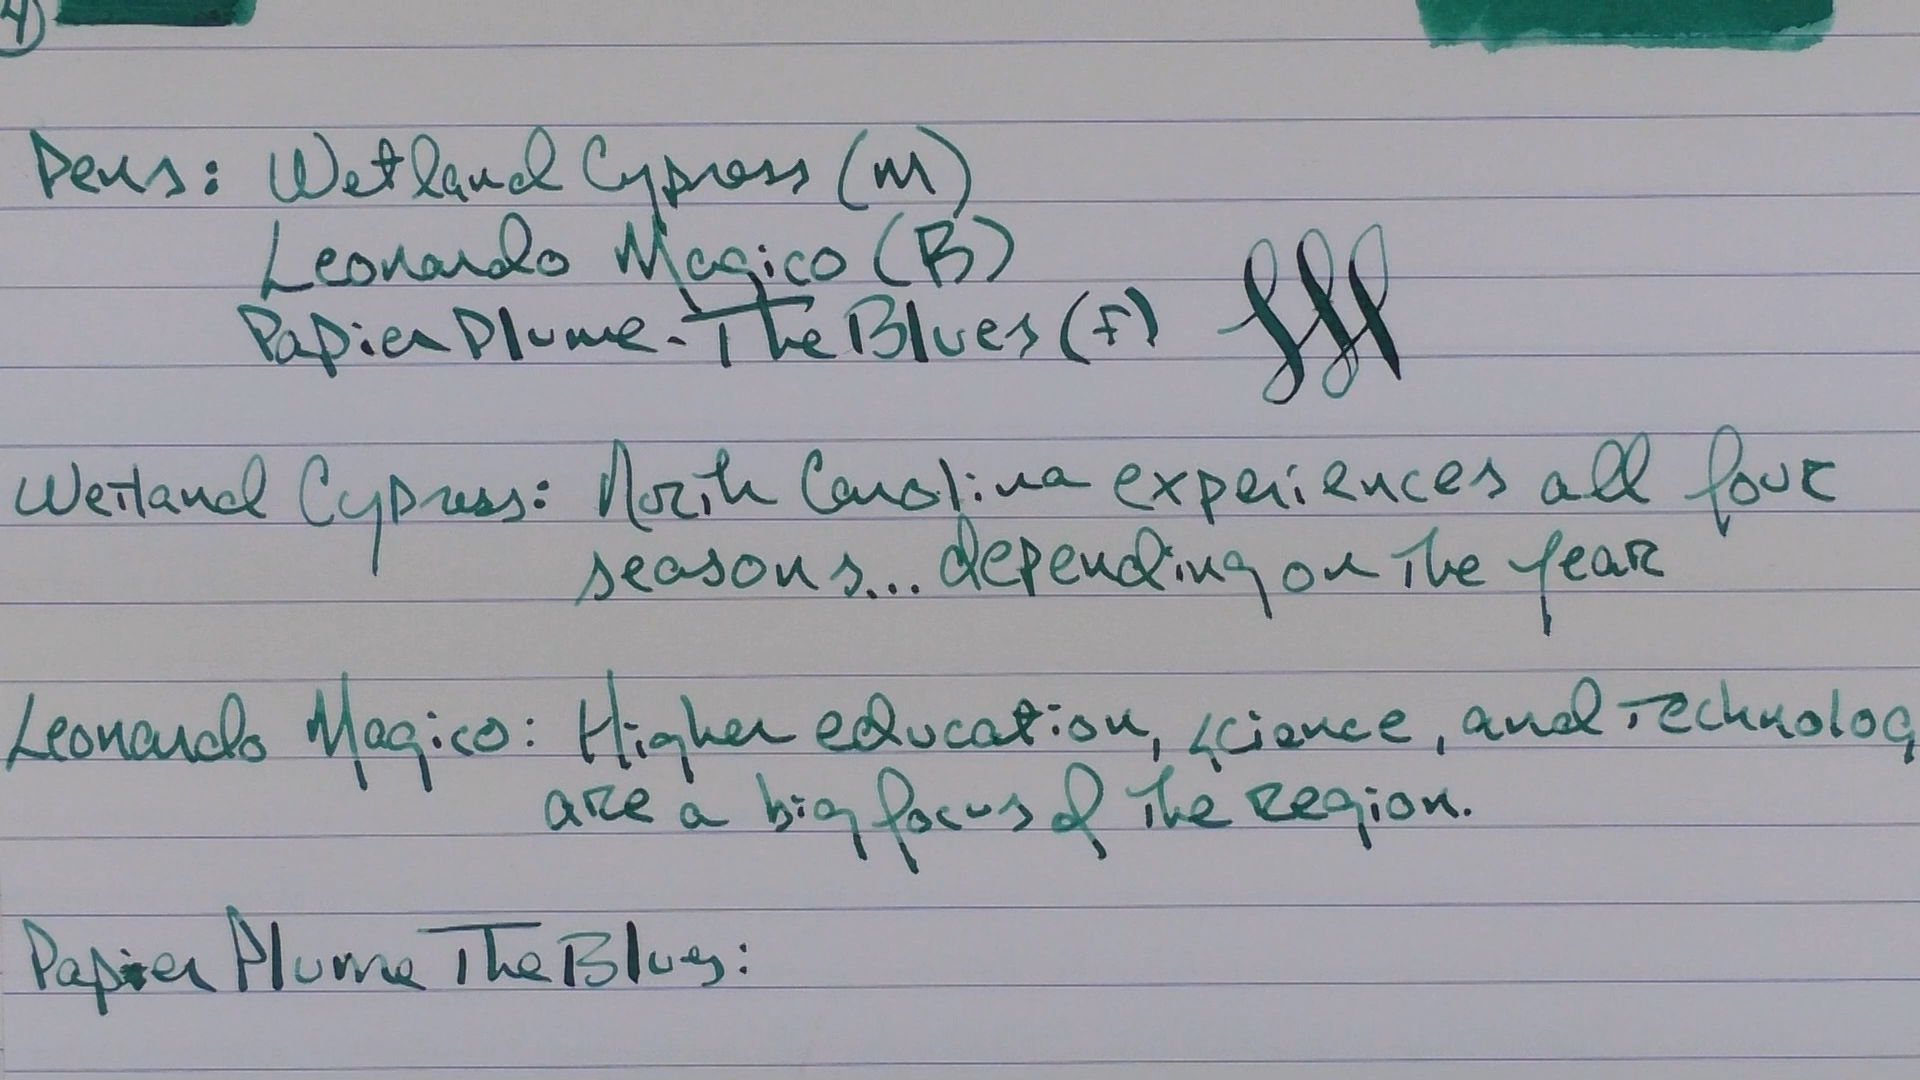 4
Pens: Wetland Cypress (M)
Leonardo Magico (B)
Papier Plume - The Blues (F)
Wetland Cypress: North Carolina experiences all four
seasons... depending on the year
Leonardo Magico: Higher education, science, and Technolog
are a big focus of the region.
Papier Plume The Blues: